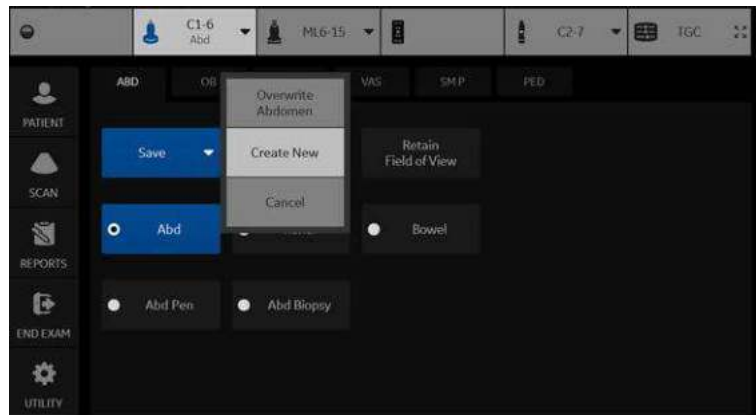 C1-6
Abd
ML6-15
C2-7
TGC
PATIENT
SCAN
REPORTS
END EXAM
UTILITY
ABD
OB
VAS
SMP
PED
Overwrite
Abdomen
Create New
Cancel
Save
Retain
Field of View
Abd
Bowel
Abd Pen
Abd Biopsy